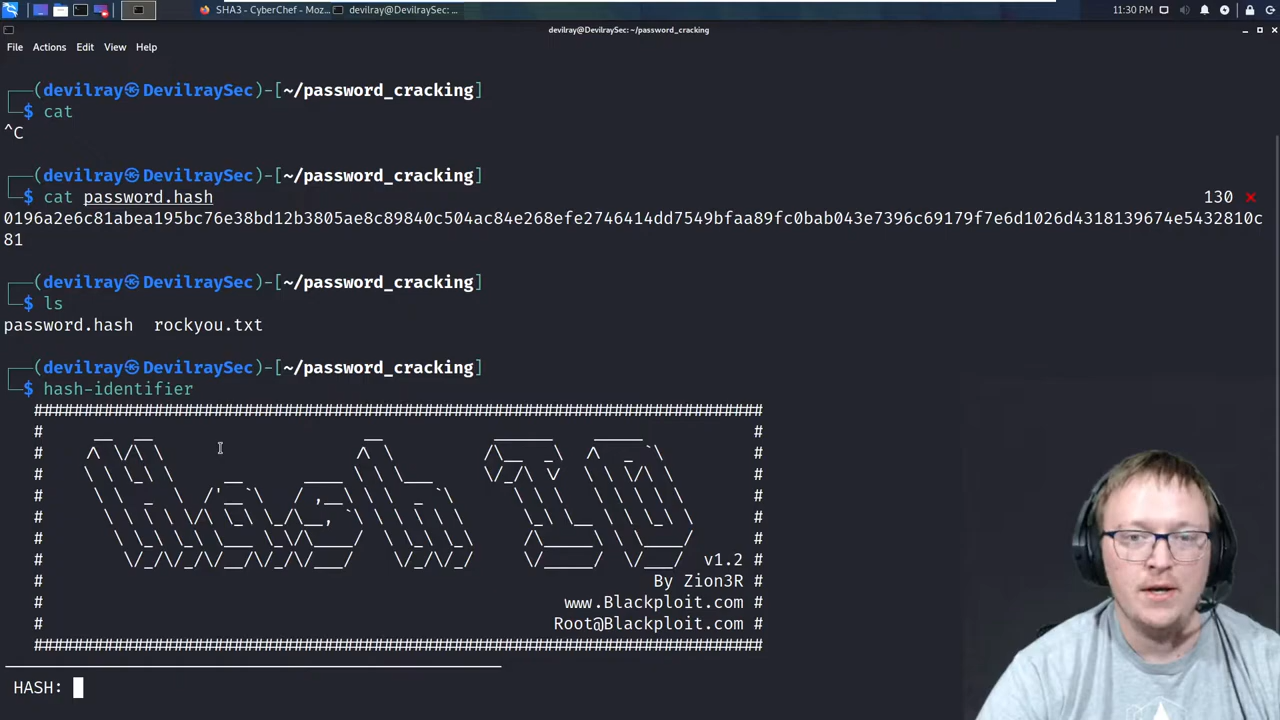 SHA3 - CyberChef - Moz...
devilray@DevilraySec: ~...
11:30 PM
devilray@DevilraySec: ~/password_cracking
File Actions Edit View Help
┌──(devilray㉿DevilraySec)-[~/password_cracking]
└─$ cat
^C
┌──(devilray㉿DevilraySec)-[~/password_cracking]
└─$ cat password.hash 130 ✘
0196a2e6c81abea195bc76e38bd12b3805ae8c89840c504ac84e268efe2746414dd7549bfaa89fc0bab043e7396c69179f7e6d1026d4318139674e5432810c
81
┌──(devilray㉿DevilraySec)-[~/password_cracking]
└─$ ls
password.hash rockyou.txt
┌──(devilray㉿DevilraySec)-[~/password_cracking]
└─$ hash-identifier
Hash ID
v1.2
By Zion3R
www.Blackploit.com
Root@Blackploit.com
HASH: